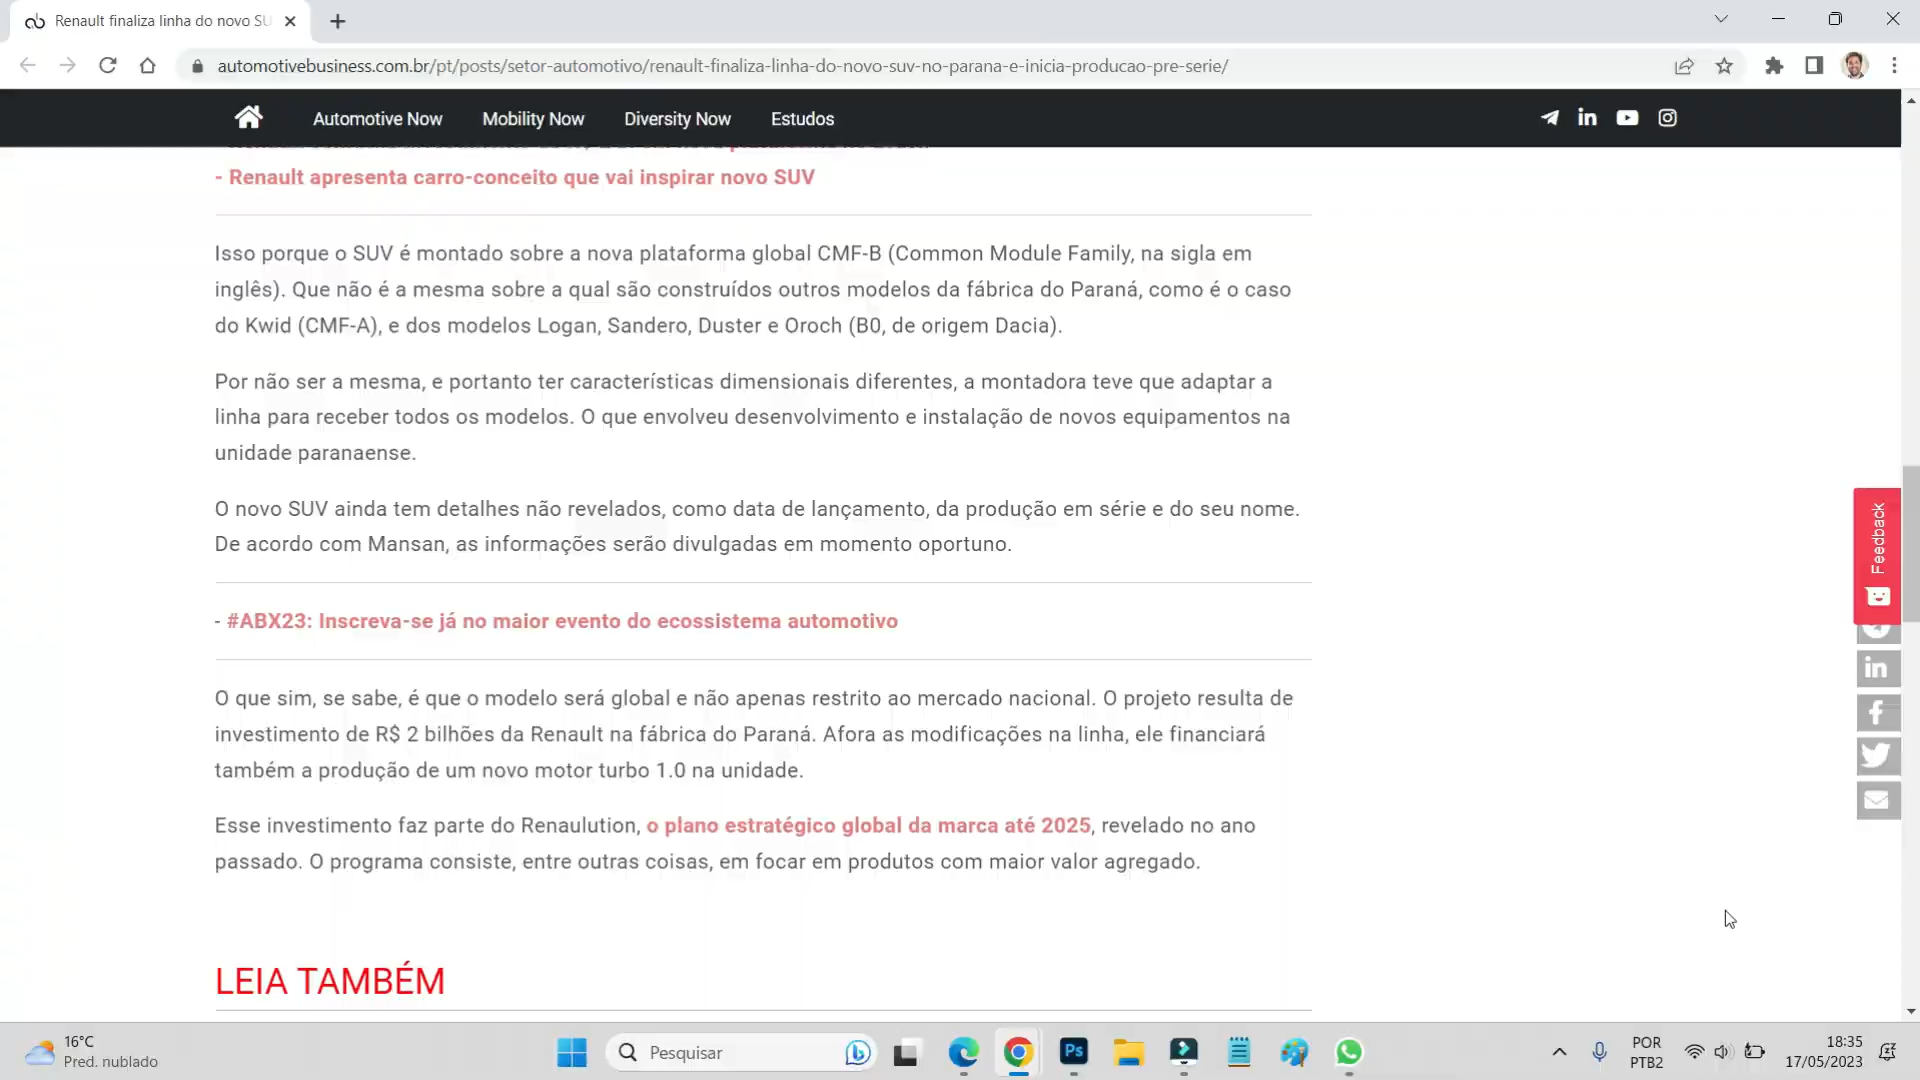 Renault finaliza linha do novo SU
automotivebusiness.com.br/pt/posts/setor-automotivo/renault-finaliza-linha-do-novo-suv-no-parana-e-inicia-producao-pre-serie/
Automotive Now Mobility Now Diversity Now Estudos
- Renault apresenta carro-conceito que vai inspirar novo SUV
Isso porque o SUV é montado sobre a nova plataforma global CMF-B (Common Module Family, na sigla em
inglês). Que não é a mesma sobre a qual são construídos outros modelos da fábrica do Paraná, como é o caso
do Kwid (CMF-A), e dos modelos Logan, Sandero, Duster e Oroch (B0, de origem Dacia).
Por não ser a mesma, e portanto ter características dimensionais diferentes, a montadora teve que adaptar a
linha para receber todos os modelos. O que envolveu desenvolvimento e instalação de novos equipamentos na
unidade paranaense.
O novo SUV ainda tem detalhes não revelados, como data de lançamento, da produção em série e do seu nome.
De acordo com Mansan, as informações serão divulgadas em momento oportuno.
- #ABX23: Inscreva-se já no maior evento do ecossistema automotivo
O que sim, se sabe, é que o modelo será global e não apenas restrito ao mercado nacional. O projeto resulta de
investimento de R$ 2 bilhões da Renault na fábrica do Paraná. Afora as modificações na linha, ele financiará
também a produção de um novo motor turbo 1.0 na unidade.
Esse investimento faz parte do Renaulution, o plano estratégico global da marca até 2025, revelado no ano
passado. O programa consiste, entre outras coisas, em focar em produtos com maior valor agregado.
LEIA TAMBÉM
Feedback
16°C
Pred. nublado
Pesquisar
Ps
POR
PTB2
18:35
17/05/2023